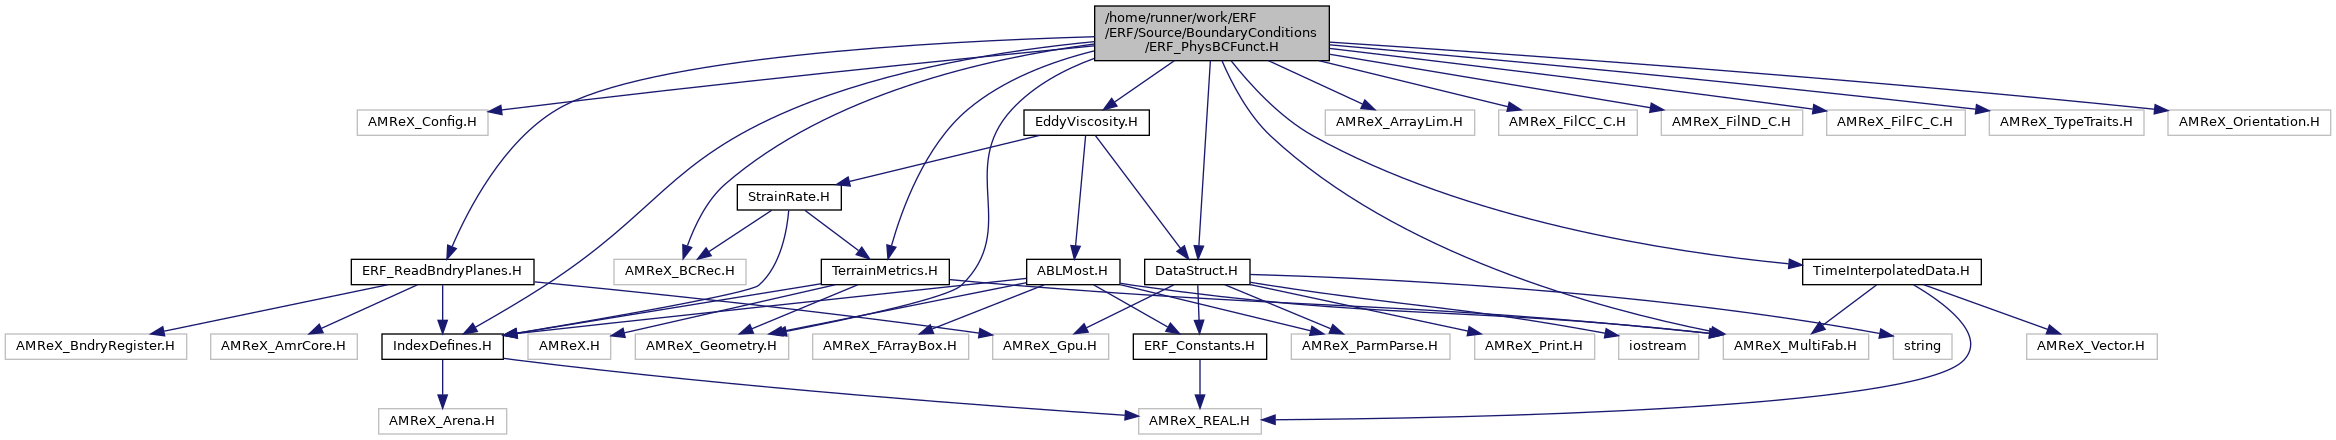 /home/runner/work/ERF
/ERF/Source/BoundaryConditions
/ERF_PhysBCFunct.H
AMReX_Config.H
EddyViscosity.H
AMReX_ArrayLim.H
AMReX_FilCC_C.H
AMReX_FilND_C.H
AMReX_FilFC_C.H
AMReX_TypeTraits.H
AMReX_Orientation.H
StrainRate.H
ERF_ReadBndryPlanes.H
AMReX_BCRec.H
TerrainMetrics.H
ABLMost.H
DataStruct.H
TimeInterpolatedData.H
AMReX_BndryRegister.H
AMReX_AmrCore.H
IndexDefines.H
AMReX.H
AMReX_Geometry.H
AMReX_FArrayBox.H
AMReX_Gpu.H
ERF_Constants.H
AMReX_ParmParse.H
AMReX_Print.H
iostream
AMReX_MultiFab.H
string
AMReX_Vector.H
AMReX_Arena.H
AMReX_REAL.H